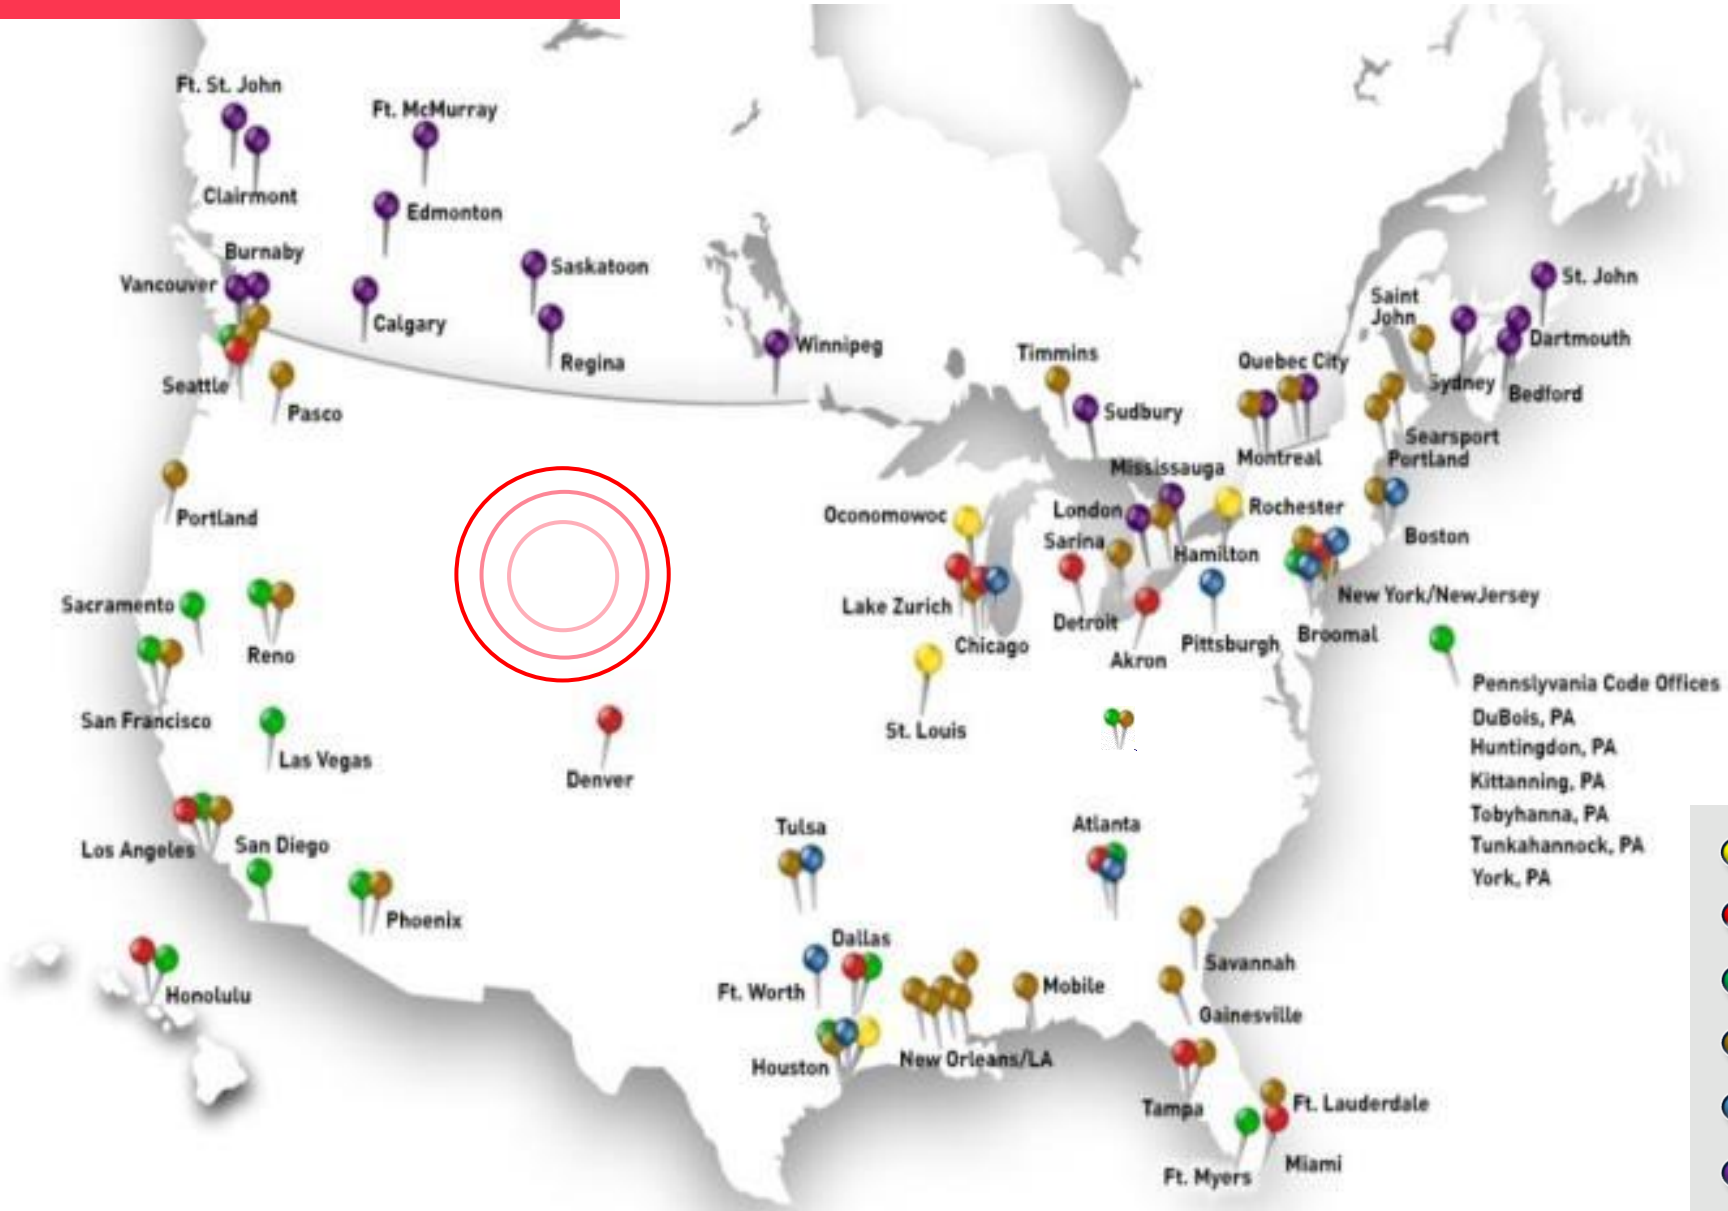 Ft. St. John
Ft. McMurray
Clairmont
Edmonton
Burnaby
Saskatoon
Vancouver
St. John
Saint
John
Calgary
Dartmouth
Winnipeg
Timmins
Quebec City
Regina
Seattle
Sydney
Bedford
Pasco
Sudbury
Searsport
Montreal
Portland
Mississauga
Rochester
London
Oconomowoc
Portland
Boston
Sarina
Hamilton
New York/NewJersey
Sacramento
Lake Zurich
Detroit
Broomal
Pittsburgh
Chicago
Reno
Akron
Pennslyvania Code Offices
San Francisco
DuBois, PA
St. Louis
Huntingdon, PA
Las Vegas
Denver
Kittanning, PA
Tobyhanna, PA
Tulsa
Atlanta
San Diego
Los Angeles
Tunkahannock, PA
York, PA
Phoenix
Dallas
Savannah
Mobile
Ft. Worth
Honolulu
Gainesville
New Orleans/LA
Houston
Ft. Lauderdale
Tampa
Miami
Ft. Myers